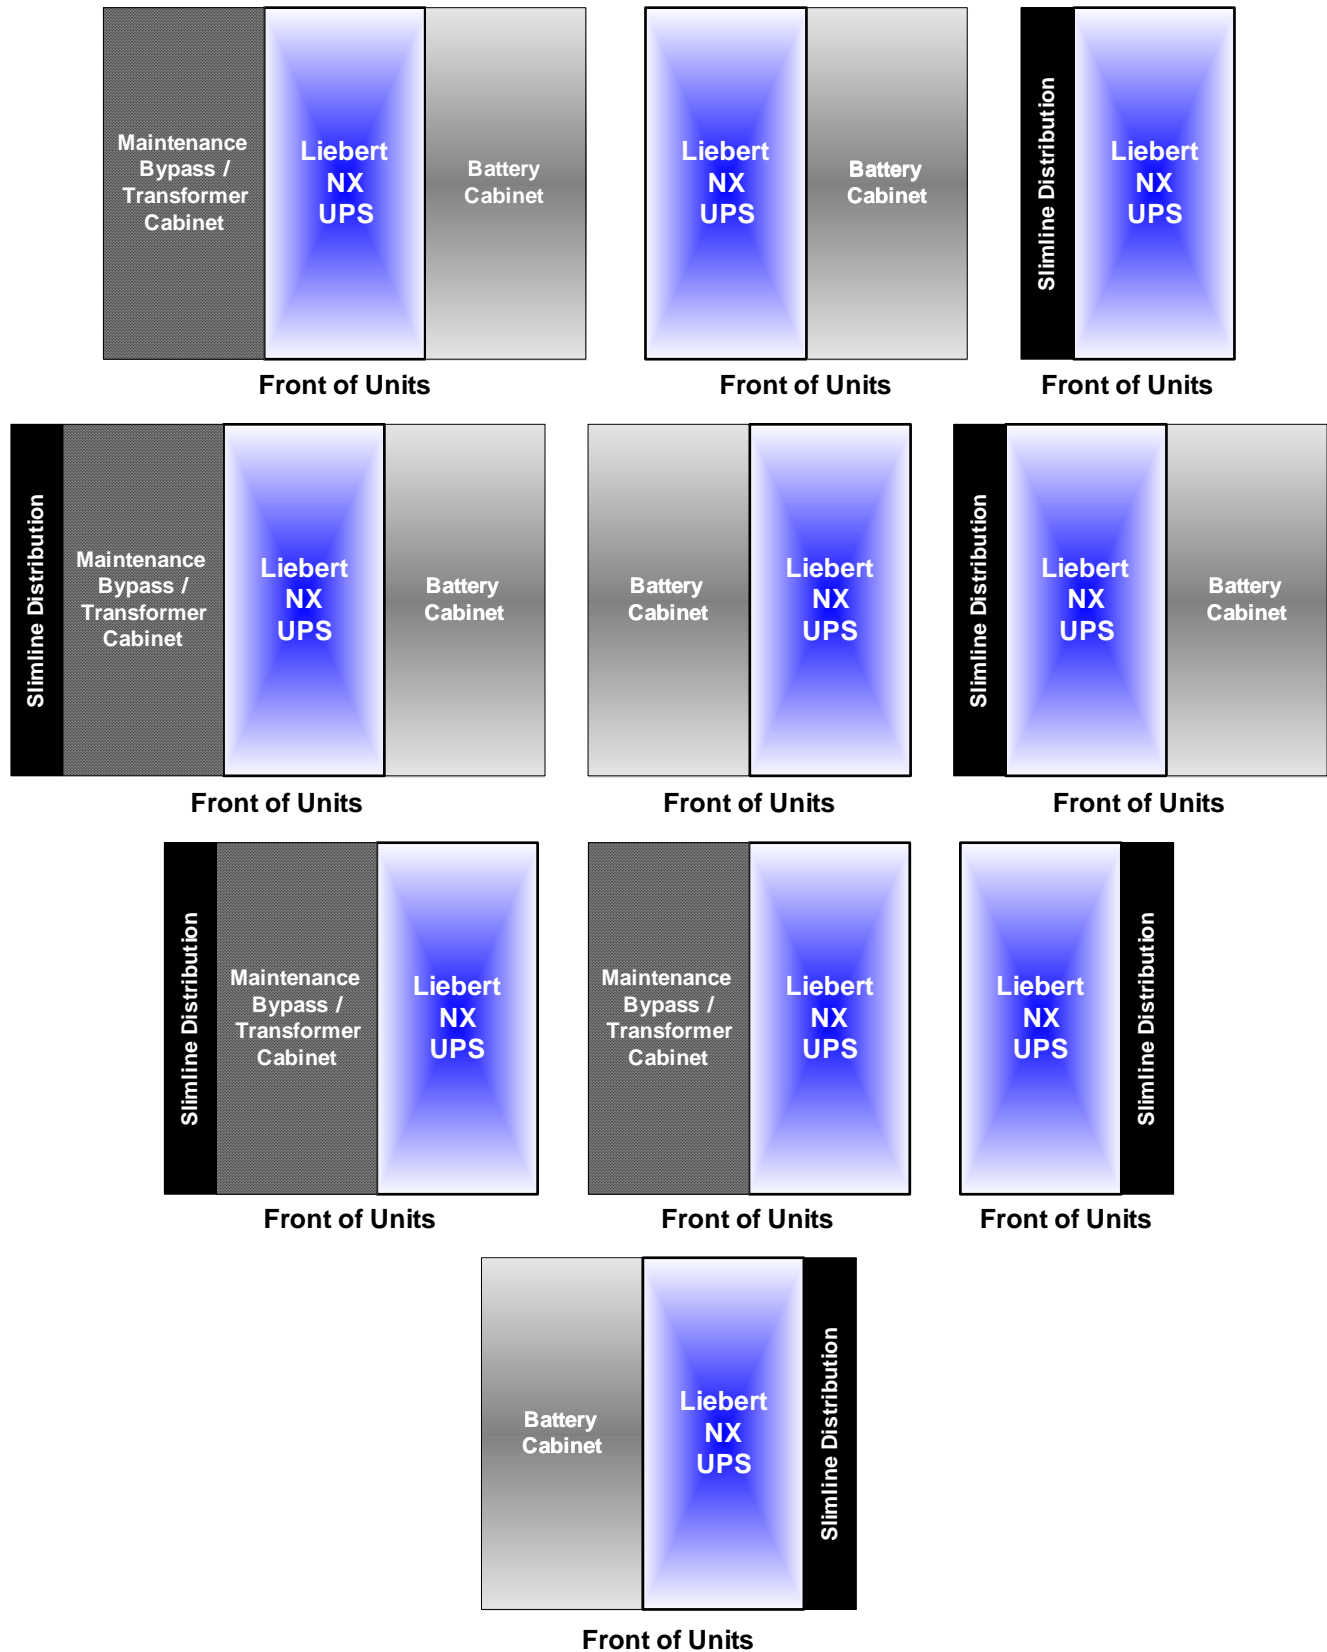 Maintenance
Bypass /
Transformer
Cabinet
Liebert
NX
UPS
Battery
Cabinet
Front of Units
Liebert
NX
UPS
Battery
Cabinet
Front of Units
Slimline Distribution
Liebert
NX
UPS
Front of Units
Slimline Distribution
Maintenance
Bypass /
Transformer
Cabinet
Liebert
NX
UPS
Battery
Cabinet
Front of Units
Battery
Cabinet
Liebert
NX
UPS
Front of Units
Slimline Distribution
Liebert
NX
UPS
Battery
Cabinet
Front of Units
Slimline Distribution
Maintenance
Bypass /
Transformer
Cabinet
Liebert
NX
UPS
Front of Units
Maintenance
Bypass /
Transformer
Cabinet
Liebert
NX
UPS
Front of Units
Liebert
NX
UPS
Slimline Distribution
Front of Units
Battery
Cabinet
Liebert
NX
UPS
Slimline Distribution
Front of Units